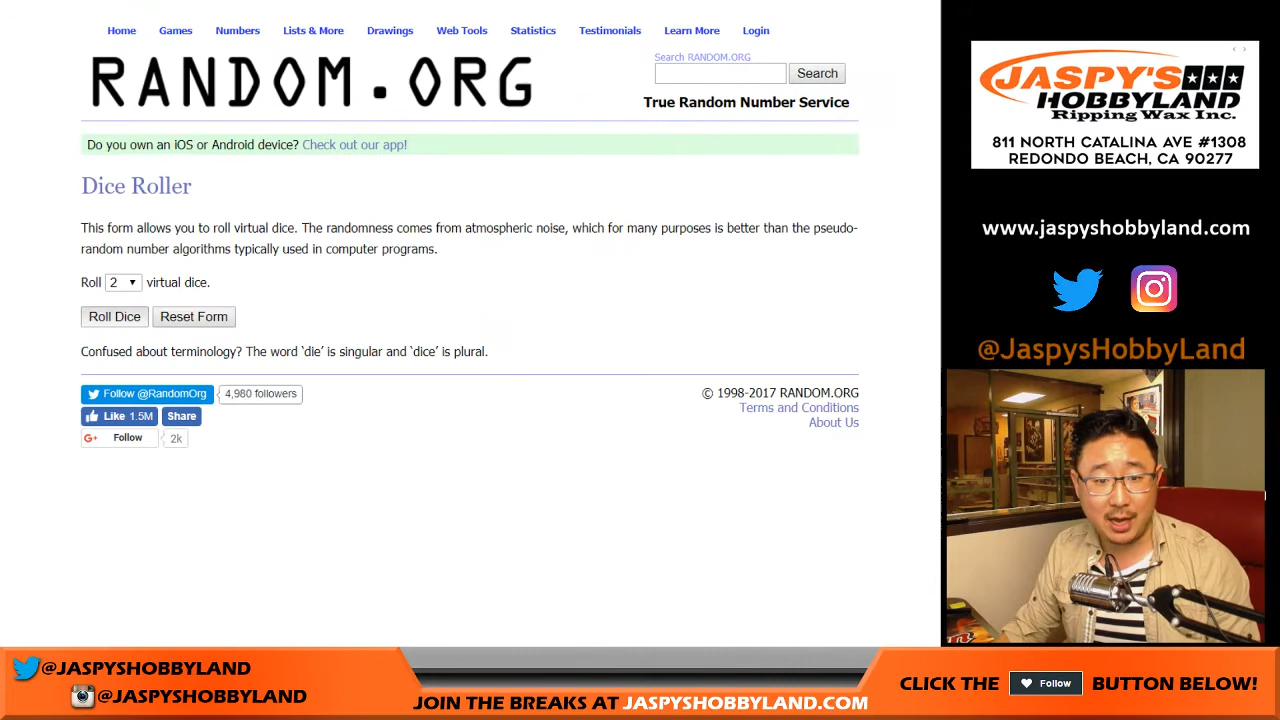 Home Games Numbers Lists & More Drawings Web Tools Statistics Testimonials Learn More Login
RANDOM.ORG
Search RANDOM.ORG
Search
True Random Number Service
Do you own an iOS or Android device? Check out our app!
Dice Roller
This form allows you to roll virtual dice. The randomness comes from atmospheric noise, which for many purposes is better than the pseudo-
random number algorithms typically used in computer programs.
Roll 2 virtual dice.
Roll Dice Reset Form
Confused about terminology? The word ‘die’ is singular and ‘dice’ is plural.
Follow @RandomOrg 4,980 followers
Like 1.5M Share
G+ Follow 2k
© 1998-2017 RANDOM.ORG
Terms and Conditions
About Us
JASPY'S
HOBBYLAND
Ripping Wax Inc.
811 NORTH CATALINA AVE #1308
REDONDO BEACH, CA 90277
www.jaspyshobbyland.com
@JaspysHobbyLand
@JASPYSHOBBYLAND
@JASPYSHOBBYLAND
JOIN THE BREAKS AT JASPYSHOBBYLAND.COM
CLICK THE Follow BUTTON BELOW!